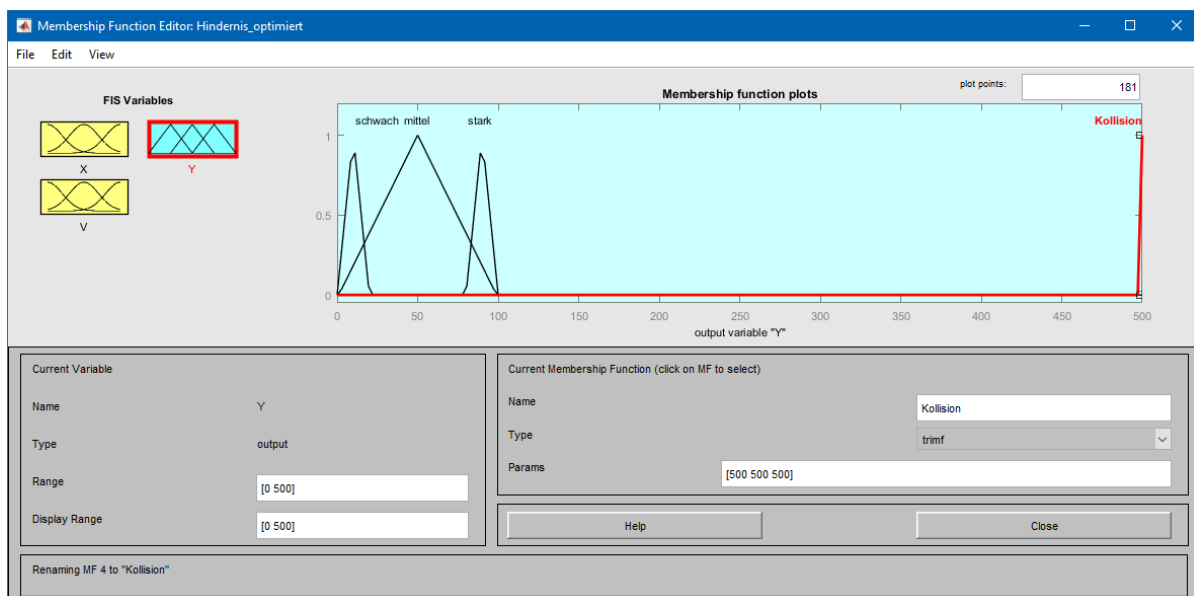 Membership Function Editor: Hindernis_optimiert
File Edit View
FIS Variables
X
Y
V
Membership function plots
plot points:
181
schwach mittel stark Kollision
1
0.5
0
0 50 100 150 200 250 300 350 400 450 500
output variable "Y"
Current Variable
Name Y
Type output
Range [0 500]
Display Range [0 500]
Current Membership Function (click on MF to select)
Name Kollision
Type trimf
Params [500 500 500]
Help Close
Renaming MF 4 to "Kollision"